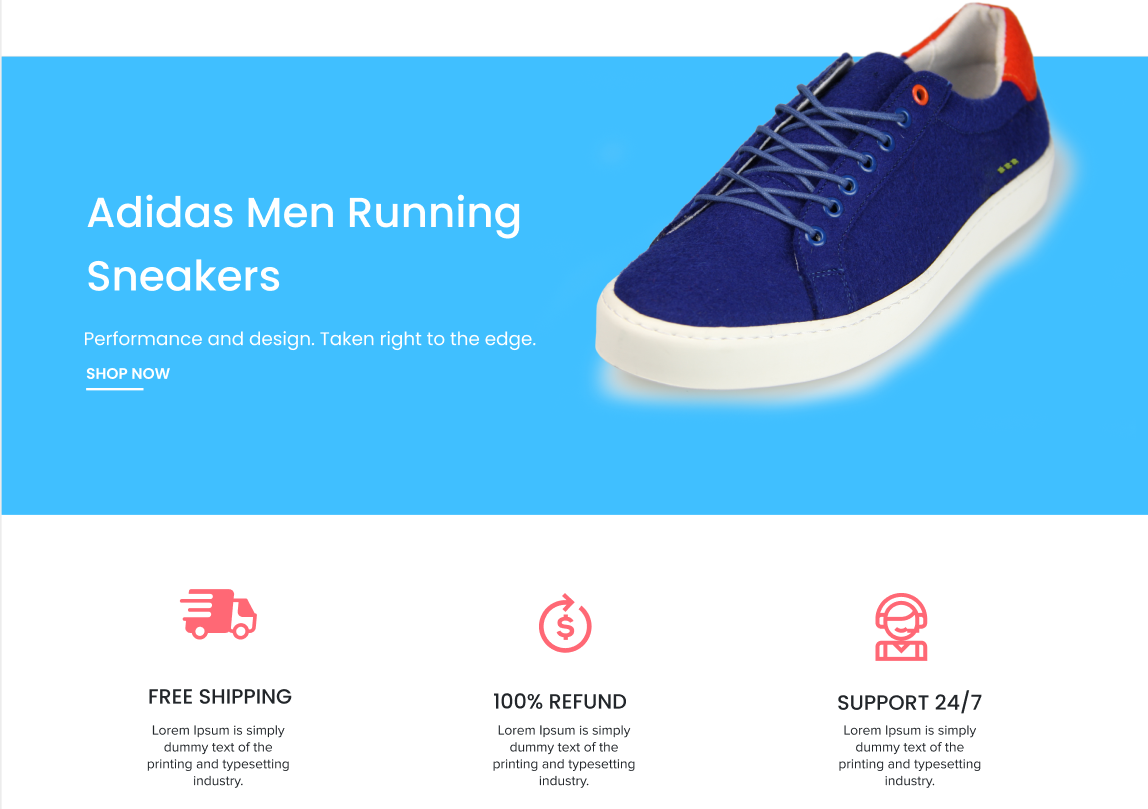 Adidas Men Running
Sneakers
Performance and design. Taken right to the edge.
SHOP NOW
FREE SHIPPING
Lorem Ipsum is simply
dummy text of the
printing and typesetting
industry.
100% REFUND
Lorem Ipsum is simply
dummy text of the
printing and typesetting
industry.
SUPPORT 24/7
Lorem Ipsum is simply
dummy text of the
printing and typesetting
industry.